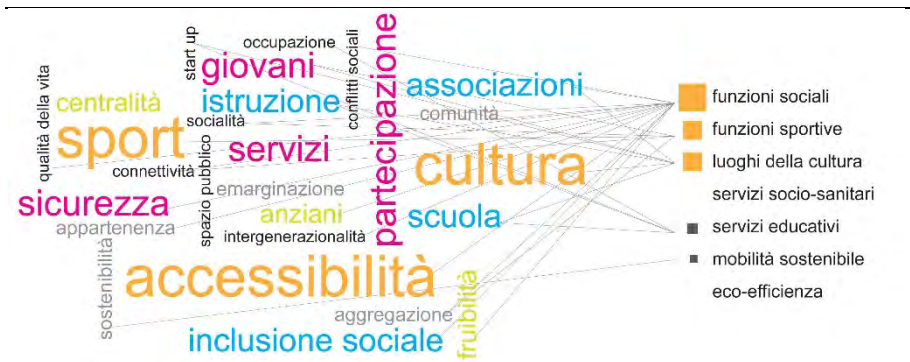 occupazione
start up
giovani
qualità della vita
centralità
istruzione
conflitti sociali
partecipazione
associazioni
comunità
socialità
sport
servizi
connettività
spazio pubblico
emarginazione
cultura
sicurezza
anziani
scuola
appartenenza
intergenerazionalità
sostenibilità
accessibilità
fruibilità
aggregazione
inclusione sociale
funzioni sociali
funzioni sportive
luoghi della cultura
servizi socio-sanitari
servizi educativi
mobilità sostenibile
eco-efficienza